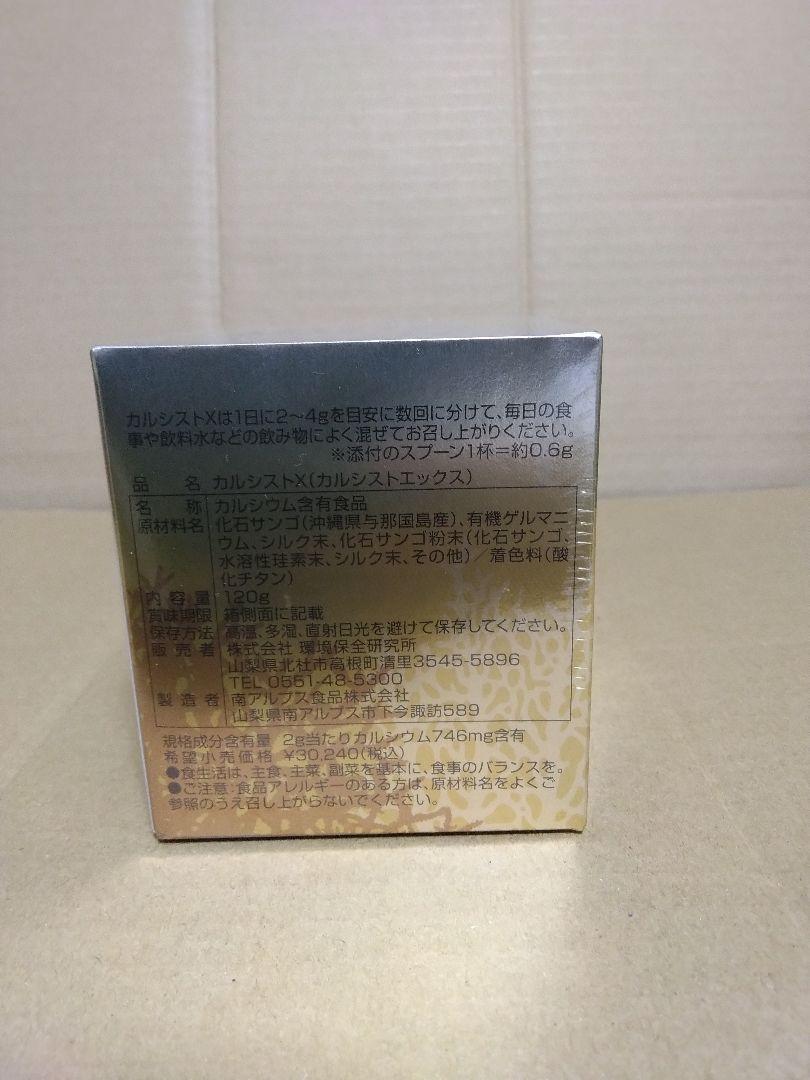 カルシストXは1日に2〜4gを目安に数回に分けて、毎日の食
事や飲料水などの飲み物によく混ぜてお召し上がりください。
※添付のスプーン1杯＝約0.6g
品 名 カルシストX(カルシストエックス)
名 称 カルシウム含有食品
原材料名 化石サンゴ(沖縄県与那国島産)、有機ゲルマニ
ウム、シルク末、化石サンゴ粉末(化石サンゴ、
水溶性珪素末、シルク末、その他)／着色料(酸
化チタン)
内容量 120g
賞味期限 箱側面に記載
保存方法 高温、多湿、直射日光を避けて保存してください。
販売者 株式会社 環境保全研究所
山梨県北杜市高根町清里3545-5896
TEL 0551-48-5300
製造者 南アルプス食品株式会社
山梨県南アルプス市下今諏訪589
規格成分含有量 2g当たりカルシウム746mg含有
希望小売価格 ¥30,240(税込)
●食生活は、主食、主菜、副菜を基本に、食事のバランスを。
●ご注意:食品アレルギーのある方は、原材料名をよくご
参照のうえ召し上がらないでください。